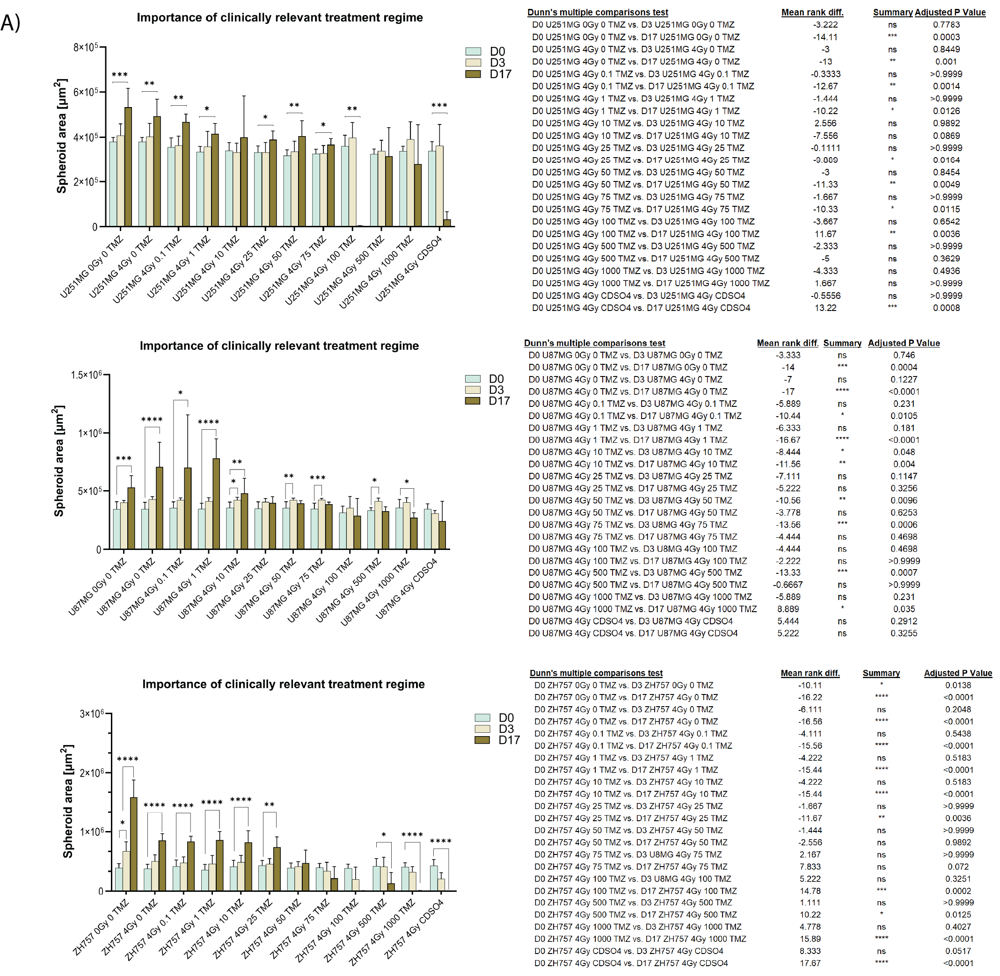 A)
Importance of clinically relevant treatment regime
Spheroid area [µm²]
8×10⁵
6×10⁵
4×10⁵
2×10⁵
0
*** ** ** * * ** * ** ***
D0
D3
D17
U251MG 0Gy 0 TMZ
U251MG 4Gy 0 TMZ
U251MG 4Gy 0.1 TMZ
U251MG 4Gy 1 TMZ
U251MG 4Gy 10 TMZ
U251MG 4Gy 25 TMZ
U251MG 4Gy 50 TMZ
U251MG 4Gy 75 TMZ
U251MG 4Gy 100 TMZ
U251MG 4Gy 500 TMZ
U251MG 4Gy 1000 TMZ
U251MG 4Gy CDSO4
Dunn's multiple comparisons test Mean rank diff. Summary Adjusted P Value
D0 U251MG 0Gy 0 TMZ vs. D3 U251MG 0Gy 0 TMZ -3.222 ns 0.7783
D0 U251MG 0Gy 0 TMZ vs. D17 U251MG 0Gy 0 TMZ -14.11 *** 0.0003
D0 U251MG 4Gy 0 TMZ vs. D3 U251MG 4Gy 0 TMZ -3 ns 0.8449
D0 U251MG 4Gy 0 TMZ vs. D17 U251MG 4Gy 0 TMZ -13 ** 0.001
D0 U251MG 4Gy 0.1 TMZ vs. D3 U251MG 4Gy 0.1 TMZ -0.3333 ns >0.9999
D0 U251MG 4Gy 0.1 TMZ vs. D17 U251MG 4Gy 0.1 TMZ -12.67 ** 0.0014
D0 U251MG 4Gy 1 TMZ vs. D3 U251MG 4Gy 1 TMZ -1.444 ns >0.9999
D0 U251MG 4Gy 1 TMZ vs. D17 U251MG 4Gy 1 TMZ -10.22 * 0.0126
D0 U251MG 4Gy 10 TMZ vs. D3 U251MG 4Gy 10 TMZ 2.556 ns 0.9892
D0 U251MG 4Gy 10 TMZ vs. D17 U251MG 4Gy 10 TMZ -7.556 ns 0.0869
D0 U251MG 4Gy 25 TMZ vs. D3 U251MG 4Gy 25 TMZ -0.1111 ns >0.9999
D0 U251MG 4Gy 25 TMZ vs. D17 U251MG 4Gy 25 TMZ -9.889 * 0.0164
D0 U251MG 4Gy 50 TMZ vs. D3 U251MG 4Gy 50 TMZ -3 ns 0.8454
D0 U251MG 4Gy 50 TMZ vs. D17 U251MG 4Gy 50 TMZ -11.33 ** 0.0049
D0 U251MG 4Gy 75 TMZ vs. D3 U251MG 4Gy 75 TMZ -1.667 ns >0.9999
D0 U251MG 4Gy 75 TMZ vs. D17 U251MG 4Gy 75 TMZ -10.33 * 0.0115
D0 U251MG 4Gy 100 TMZ vs. D3 U251MG 4Gy 100 TMZ -3.667 ns 0.6542
D0 U251MG 4Gy 100 TMZ vs. D17 U251MG 4Gy 100 TMZ 11.67 ** 0.0036
D0 U251MG 4Gy 500 TMZ vs. D3 U251MG 4Gy 500 TMZ -2.333 ns >0.9999
D0 U251MG 4Gy 500 TMZ vs. D17 U251MG 4Gy 500 TMZ -5 ns 0.3629
D0 U251MG 4Gy 1000 TMZ vs. D3 U251MG 4Gy 1000 TMZ -4.333 ns 0.4936
D0 U251MG 4Gy 1000 TMZ vs. D17 U251MG 4Gy 1000 TMZ 1.667 ns >0.9999
D0 U251MG 4Gy CDSO4 vs. D3 U251MG 4Gy CDSO4 -0.5556 ns >0.9999
D0 U251MG 4Gy CDSO4 vs. D17 U251MG 4Gy CDSO4 13.22 *** 0.0008
Importance of clinically relevant treatment regime
Spheroid area [µm²]
1.5×10⁶
1×10⁶
5×10⁵
0
*** **** * **** * ** ** *** * *
D0
D3
D17
U87MG 0Gy 0 TMZ
U87MG 4Gy 0 TMZ
U87MG 4Gy 0.1 TMZ
U87MG 4Gy 1 TMZ
U87MG 4Gy 10 TMZ
U87MG 4Gy 25 TMZ
U87MG 4Gy 50 TMZ
U87MG 4Gy 75 TMZ
U87MG 4Gy 100 TMZ
U87MG 4Gy 500 TMZ
U87MG 4Gy 1000 TMZ
U87MG 4Gy CDSO4
Dunn's multiple comparisons test Mean rank diff. Summary Adjusted P Value
D0 U87MG 0Gy 0 TMZ vs. D3 U87MG 0Gy 0 TMZ -3.333 ns 0.746
D0 U87MG 0Gy 0 TMZ vs. D17 U87MG 0Gy 0 TMZ -14 *** 0.0004
D0 U87MG 4Gy 0 TMZ vs. D3 U87MG 4Gy 0 TMZ -7 ns 0.1227
D0 U87MG 4Gy 0 TMZ vs. D17 U87MG 4Gy 0 TMZ -17 **** <0.0001
D0 U87MG 4Gy 0.1 TMZ vs. D3 U87MG 4Gy 0.1 TMZ -5.889 ns 0.231
D0 U87MG 4Gy 0.1 TMZ vs. D17 U87MG 4Gy 0.1 TMZ -10.44 * 0.0105
D0 U87MG 4Gy 1 TMZ vs. D3 U87MG 4Gy 1 TMZ -6.333 ns 0.181
D0 U87MG 4Gy 1 TMZ vs. D17 U87MG 4Gy 1 TMZ -16.67 **** <0.0001
D0 U87MG 4Gy 10 TMZ vs. D3 U87MG 4Gy 10 TMZ -8.444 * 0.048
D0 U87MG 4Gy 10 TMZ vs. D17 U87MG 4Gy 10 TMZ -11.56 ** 0.004
D0 U87MG 4Gy 25 TMZ vs. D3 U87MG 4Gy 25 TMZ -7.111 ns 0.1147
D0 U87MG 4Gy 25 TMZ vs. D17 U87MG 4Gy 25 TMZ -5.222 ns 0.3256
D0 U87MG 4Gy 50 TMZ vs. D3 U87MG 4Gy 50 TMZ -10.56 ** 0.0096
D0 U87MG 4Gy 50 TMZ vs. D17 U87MG 4Gy 50 TMZ -3.778 ns 0.6253
D0 U87MG 4Gy 75 TMZ vs. D3 U8MG 4Gy 75 TMZ -13.56 *** 0.0006
D0 U87MG 4Gy 75 TMZ vs. D17 U87MG 4Gy 75 TMZ -4.444 ns 0.4698
D0 U87MG 4Gy 100 TMZ vs. D3 U8MG 4Gy 100 TMZ -4.444 ns 0.4698
D0 U87MG 4Gy 100 TMZ vs. D17 U87MG 4Gy 100 TMZ -2.222 ns >0.9999
D0 U87MG 4Gy 500 TMZ vs. D3 U87MG 4Gy 500 TMZ -13.33 *** 0.0007
D0 U87MG 4Gy 500 TMZ vs. D17 U87MG 4Gy 500 TMZ -0.6667 ns >0.9999
D0 U87MG 4Gy 1000 TMZ vs. D3 U87MG 4Gy 1000 TMZ -5.889 ns 0.231
D0 U87MG 4Gy 1000 TMZ vs. D17 U87MG 4Gy 1000 TMZ 8.889 * 0.035
D0 U87MG 4Gy CDSO4 vs. D3 U87MG 4Gy CDSO4 5.444 ns 0.2912
D0 U87MG 4Gy CDSO4 vs. D17 U87MG 4Gy CDSO4 5.222 ns 0.3255
Importance of clinically relevant treatment regime
Spheroid area [µm²]
3×10⁶
2×10⁶
1×10⁶
0
* **** **** **** **** **** ** * **** ****
D0
D3
D17
ZH757 0Gy 0 TMZ
ZH757 4Gy 0 TMZ
ZH757 4Gy 0.1 TMZ
ZH757 4Gy 1 TMZ
ZH757 4Gy 10 TMZ
ZH757 4Gy 25 TMZ
ZH757 4Gy 50 TMZ
ZH757 4Gy 75 TMZ
ZH757 4Gy 100 TMZ
ZH757 4Gy 500 TMZ
ZH757 4Gy 1000 TMZ
ZH757 4Gy CDSO4
Dunn's multiple comparisons test Mean rank diff. Summary Adjusted P Value
D0 ZH757 0Gy 0 TMZ vs. D3 ZH757 0Gy 0 TMZ -10.11 * 0.0138
D0 ZH757 0Gy 0 TMZ vs. D17 ZH757 4Gy 0 TMZ -16.22 **** <0.0001
D0 ZH757 4Gy 0 TMZ vs. D3 ZH757 4Gy 0 TMZ -6.111 ns 0.2048
D0 ZH757 4Gy 0 TMZ vs. D17 ZH757 4Gy 0 TMZ -16.56 **** <0.0001
D0 ZH757 4Gy 0.1 TMZ vs. D3 ZH757 4Gy 0.1 TMZ -4.111 ns 0.5438
D0 ZH757 4Gy 0.1 TMZ vs. D17 ZH757 4Gy 0.1 TMZ -15.56 **** <0.0001
D0 ZH757 4Gy 1 TMZ vs. D3 ZH757 4Gy 1 TMZ -4.222 ns 0.5183
D0 ZH757 4Gy 1 TMZ vs. D17 ZH757 4Gy 1 TMZ -15.44 **** <0.0001
D0 ZH757 4Gy 10 TMZ vs. D3 ZH757 4Gy 10 TMZ -4.222 ns 0.5183
D0 ZH757 4Gy 10 TMZ vs. D17 ZH757 4Gy 10 TMZ -15.44 **** <0.0001
D0 ZH757 4Gy 25 TMZ vs. D3 ZH757 4Gy 25 TMZ -1.667 ns >0.9999
D0 ZH757 4Gy 25 TMZ vs. D17 ZH757 4Gy 25 TMZ -11.67 ** 0.0036
D0 ZH757 4Gy 50 TMZ vs. D3 ZH757 4Gy 50 TMZ -1.444 ns >0.9999
D0 ZH757 4Gy 50 TMZ vs. D17 ZH757 4Gy 50 TMZ -2.556 ns 0.9892
D0 ZH757 4Gy 75 TMZ vs. D3 U8MG 4Gy 75 TMZ 2.167 ns >0.9999
D0 ZH757 4Gy 75 TMZ vs. D17 ZH757 4Gy 75 TMZ 7.833 ns 0.072
D0 ZH757 4Gy 100 TMZ vs. D3 U8MG 4Gy 100 TMZ 5.222 ns 0.3251
D0 ZH757 4Gy 100 TMZ vs. D17 ZH757 4Gy 100 TMZ 14.78 *** 0.0002
D0 ZH757 4Gy 500 TMZ vs. D3 ZH757 4Gy 500 TMZ 1.111 ns >0.9999
D0 ZH757 4Gy 500 TMZ vs. D17 ZH757 4Gy 500 TMZ 10.22 * 0.0125
D0 ZH757 4Gy 1000 TMZ vs. D3 ZH757 4Gy 1000 TMZ 4.778 ns 0.4027
D0 ZH757 4Gy 1000 TMZ vs. D17 ZH757 4Gy 1000 TMZ 15.89 **** <0.0001
D0 ZH757 4Gy CDSO4 vs. D3 ZH757 4Gy CDSO4 8.333 ns 0.0517
D0 ZH757 4Gy CDSO4 vs. D17 ZH757 4Gy CDSO4 17.67 **** <0.0001